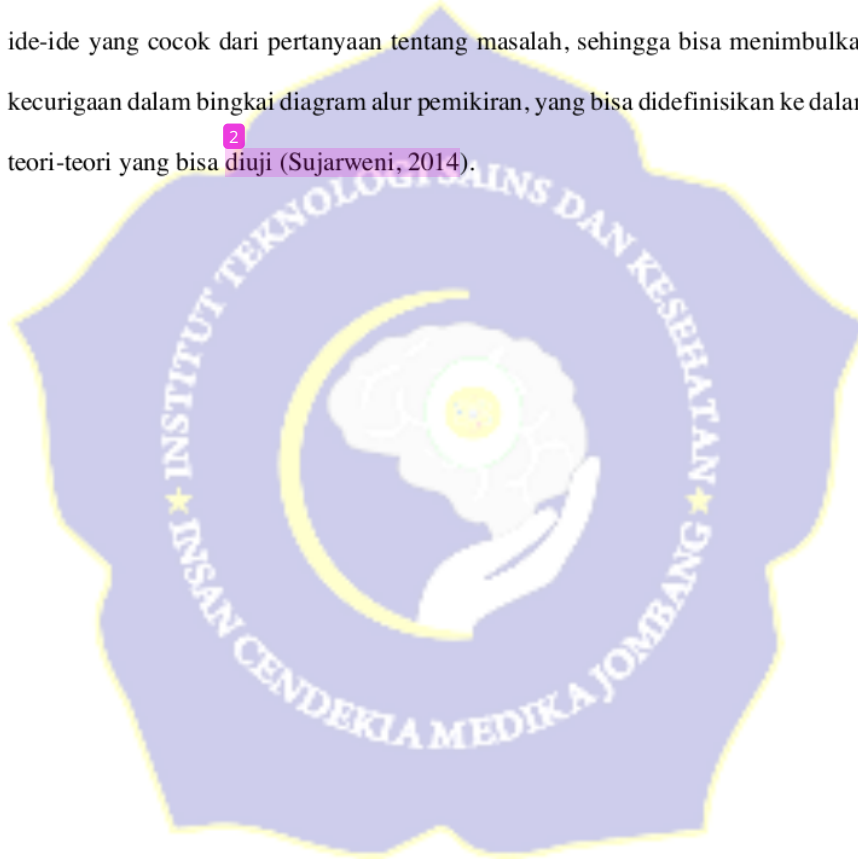 ide-ide yang cocok dari pertanyaan tentang masalah, sehingga bisa menimbulka
kecurigaan dalam bingkai diagram alur pemikiran, yang bisa didefinisikan ke dalar
2
teori-teori yang bisa diuji (Sujarweni, 2014).
INSTITUT TEKNOLOGI SAINS DAN KESEHATAN
INSAN CENDEKIA MEDIKA JOMBANG